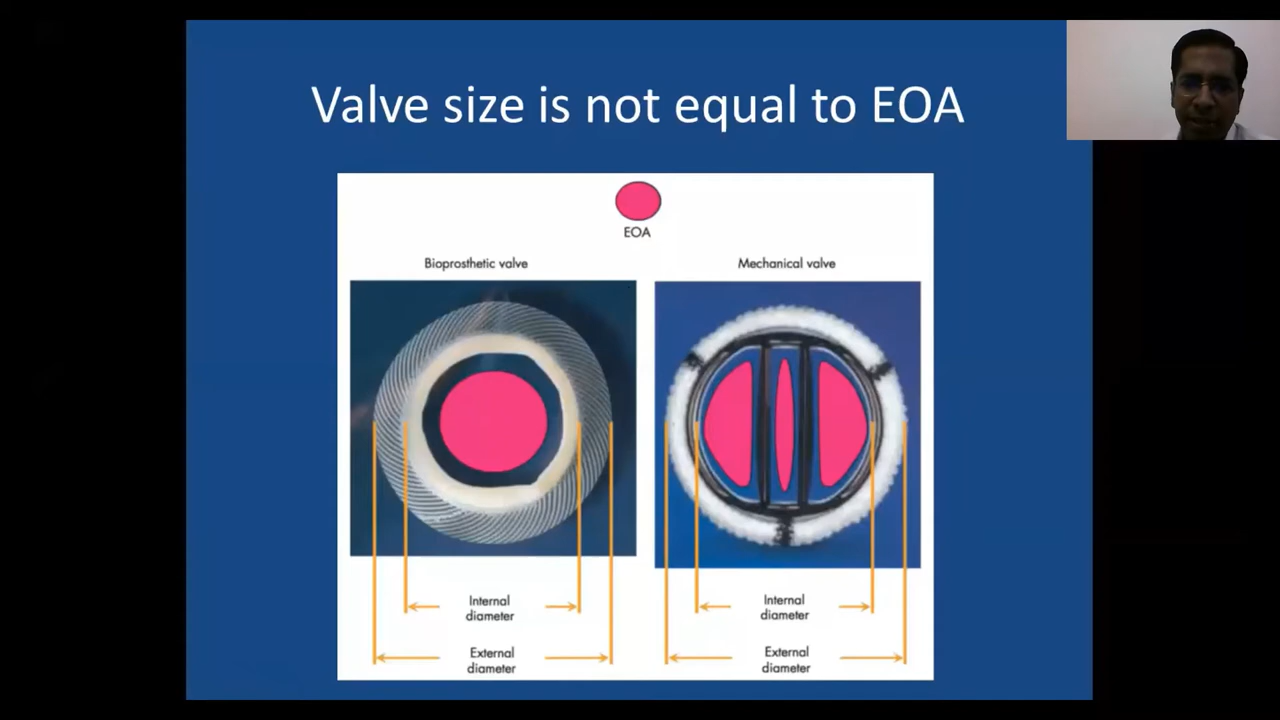 Valve size is not equal to EOA
EOA
Bioprosthetic valve
Mechanical valve
Internal
diameter
External
diameter
Internal
diameter
External
diameter